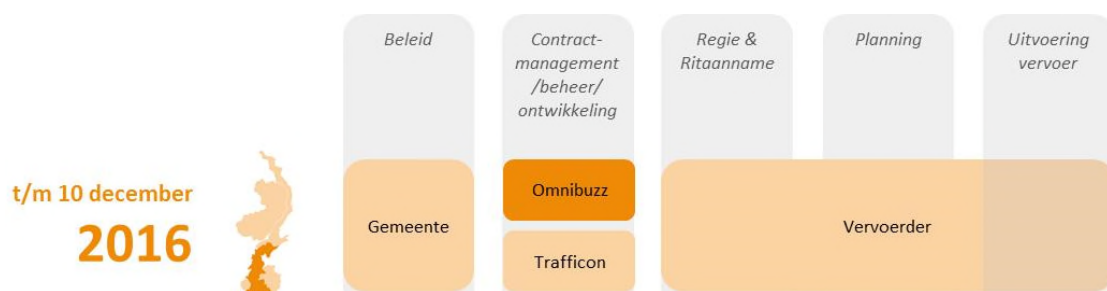 Beleid
Contract-
management
/beheer/
ontwikkeling
Regie &
Ritaanname
Planning
Uitvoering
vervoer
t/m 10 december
2016
Gemeente
Omnibuzz
Trafficon
Vervoerder